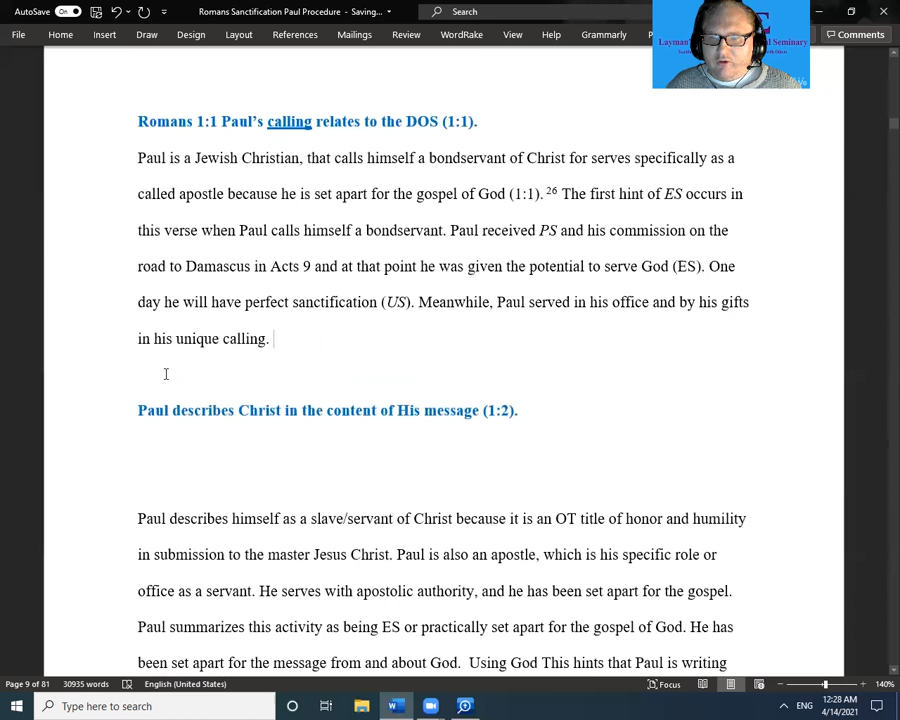 AutoSave On Romans Sanctification Paul Procedure - Saving... Search
File Home Insert Draw Design Layout References Mailings Review View WordRake Help Grammarly Comments
Layman's Seminary
Romans 1:1 Paul's calling relates to the DOS (1:1).
Paul is a Jewish Christian, that calls himself a bondservant of Christ for serves specifically as a
called apostle because he is set apart for the gospel of God (1:1). 26 The first hint of ES occurs in
this verse when Paul calls himself a bondservant. Paul received PS and his commission on the
road to Damascus in Acts 9 and at that point he was given the potential to serve God (ES). One
day he will have perfect sanctification (US). Meanwhile, Paul served in his office and by his gifts
in his unique calling.
Paul describes Christ in the content of His message (1:2).
Paul describes himself as a slave/servant of Christ because it is an OT title of honor and humility
in submission to the master Jesus Christ. Paul is also an apostle, which is his specific role or
office as a servant. He serves with apostolic authority, and he has been set apart for the gospel.
Paul summarizes this activity as being ES or practically set apart for the gospel of God. He has
been set apart for the message from and about God.  Using God This hints that Paul is writing
Page 9 of 81 30935 words English (United States) Focus 140%
Type here to search ENG 12:28 AM
4/14/2021